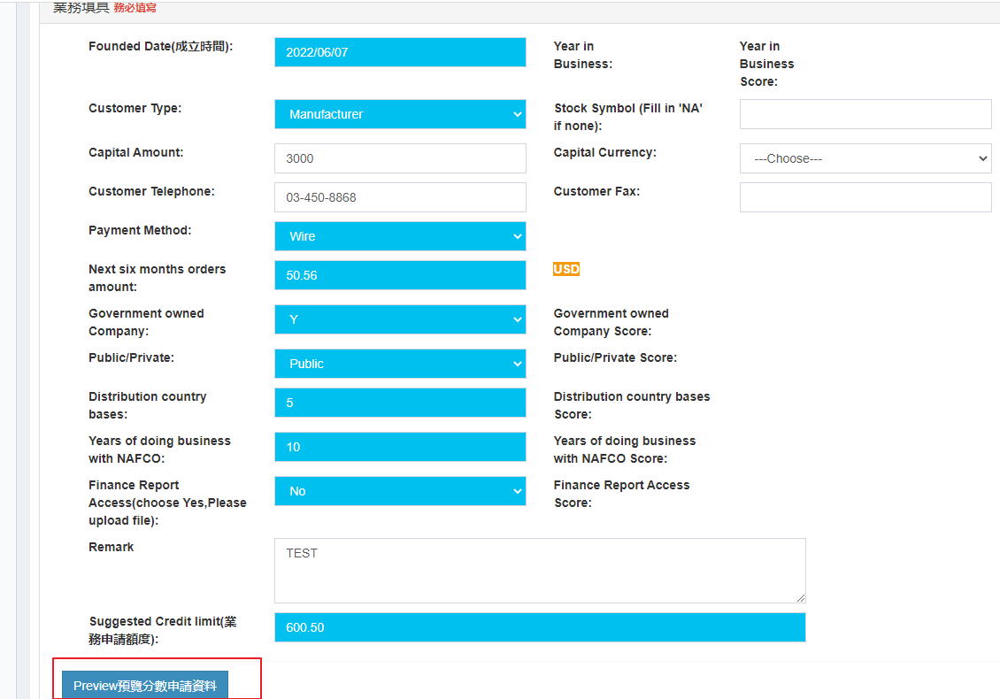 業務填具 務必填寫
Founded Date(成立時間):
2022/06/07
Year in
Business:
Year in
Business
Score:
Customer Type:
Manufacturer
Stock Symbol (Fill in 'NA'
if none):
Capital Amount:
3000
Capital Currency:
---Choose---
Customer Telephone:
03-450-8868
Customer Fax:
Payment Method:
Wire
Next six months orders
amount:
50.56
USD
Government owned
Company:
Y
Government owned
Company Score:
Public/Private:
Public
Public/Private Score:
Distribution country
bases:
5
Distribution country bases
Score:
Years of doing business
with NAFCO:
10
Years of doing business
with NAFCO Score:
Finance Report
Access(choose Yes,Please
upload file):
No
Finance Report Access
Score:
Remark
TEST
Suggested Credit limit(業
務申請額度):
600.50
Preview預覽分數申請資料